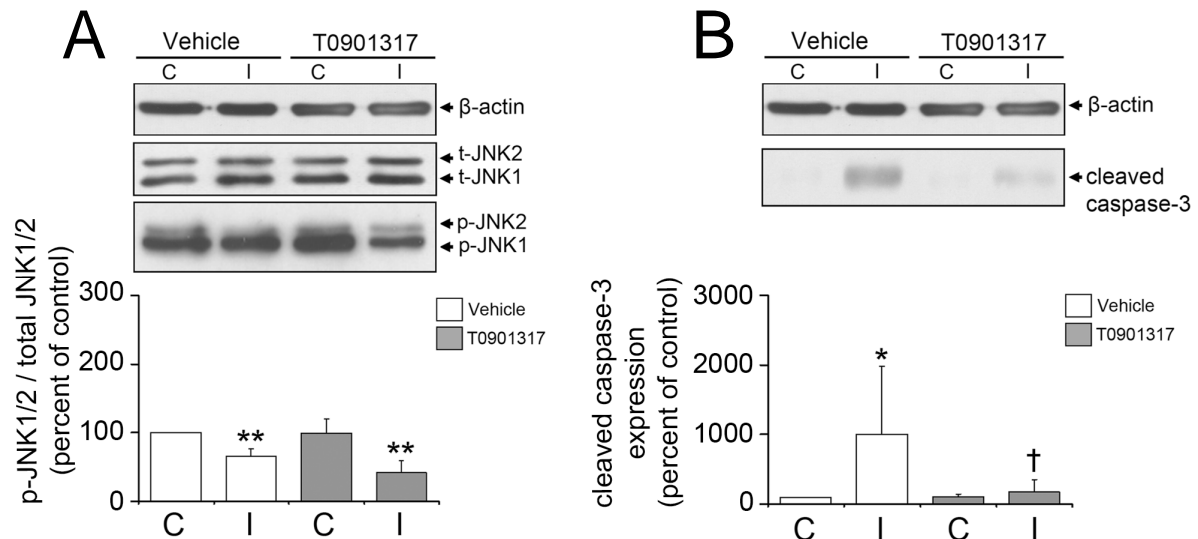 A
Vehicle
T0901317
C
I
C
I
β-actin
t-JNK2
t-JNK1
p-JNK2
p-JNK1
p-JNK1/2 / total JNK1/2
(percent of control)
300
200
100
0
**
**
C
I
C
I
Vehicle
T0901317
B
Vehicle
T0901317
C
I
C
I
β-actin
cleaved
caspase-3
cleaved caspase-3
expression
(percent of control)
3000
2000
1000
0
*
†
C
I
C
I
Vehicle
T0901317